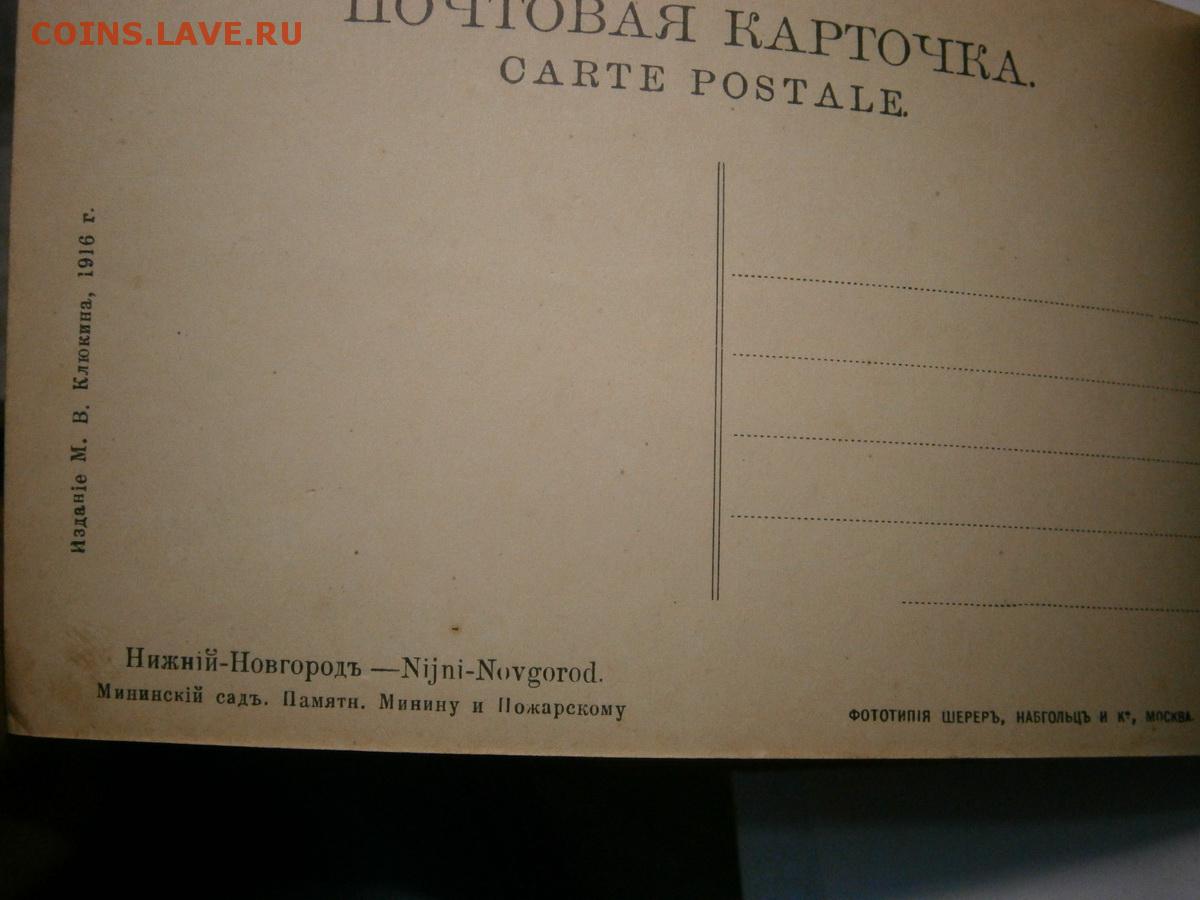 COINS.LAVE.RU
ПОЧТОВАЯ КАРТОЧКА.
CARTE POSTALE.
Изданіе М. В. Клюкина, 1916 г.
Нижній-Новгородъ —Nijni-Novgorod.
Мининскій садъ. Памятн. Минину и Пожарскому
ФОТОТИПІЯ ШЕРЕРЪ, НАБГОЛЬЦЪ И Кº, МОСКВА.